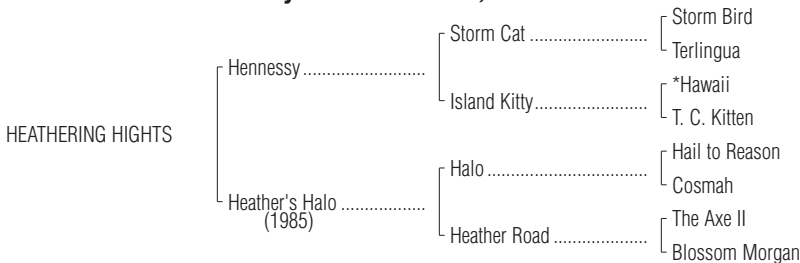 Storm Bird
Storm Cat ........................
Terlingua
Hennessy .........................
*Hawaii
Island Kitty.......................
T. C. Kitten
HEATHERING HIGHTS
Hail to Reason
Halo .................................
Cosmah
Heather's Halo .................
(1985)
The Axe II
Heather Road ...................
Blossom Morgan